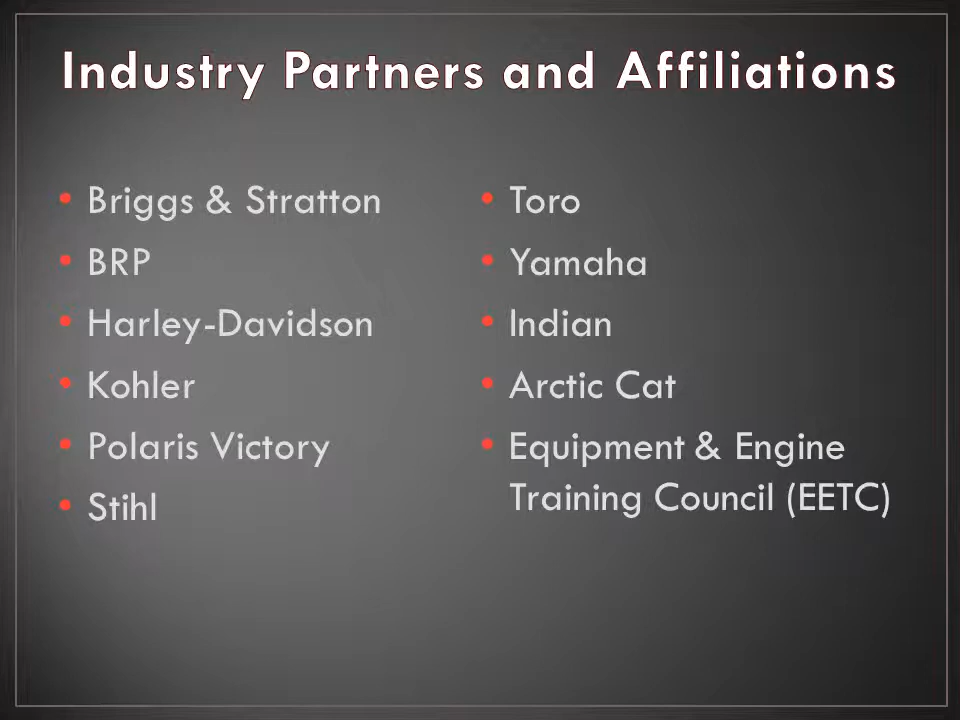 Industry Partners and Affiliations
• Briggs & Stratton
• BRP
• Harley-Davidson
• Kohler
• Polaris Victory
• Stihl
• Toro
• Yamaha
• Indian
• Arctic Cat
• Equipment & Engine
Training Council (EETC)